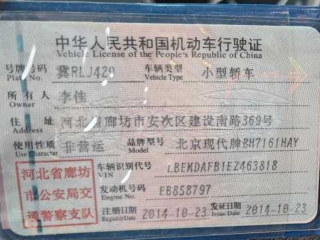 中华人民共和国机动车行驶证
Vehicle License of the People's Republic of China
号牌号码 冀RLJ420 车辆类型 小型轿车
Plate No. Vehicle Type
所有人 李佳
Owner
住址 河北省廊坊市安次区建设南路369号
Address
使用性质 非营运 品牌型号 北京现代牌BH7161HAY
Use Character Model
河北省廊坊 车辆识别代号 LBEKDAFB1EZ463818
VIN
市公安局交 发动机号码 EB858797
Engine No.
通警察支队 注册日期 2014-10-23 发证日期 2014-10-23
Register Date Issue Date